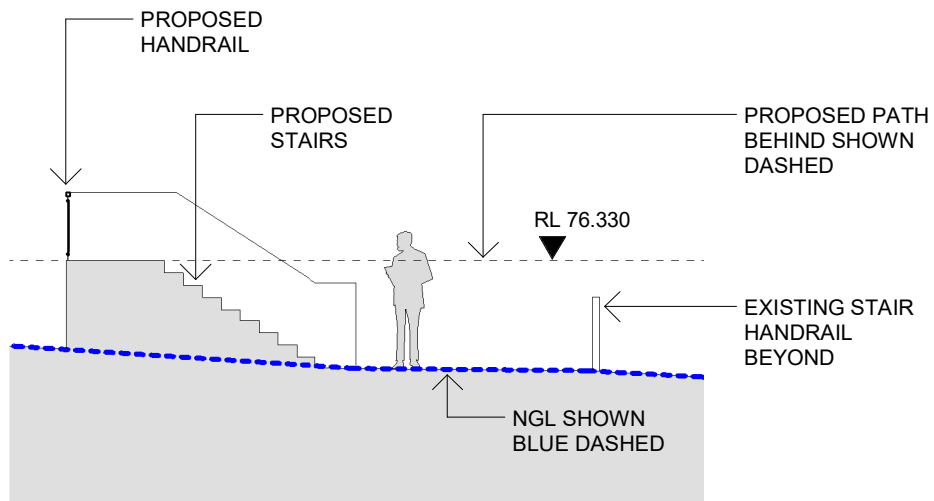 PROPOSED
HANDRAIL
PROPOSED
STAIRS
PROPOSED PATH
BEHIND SHOWN
DASHED
RL 76.330
EXISTING STAIR
HANDRAIL
BEYOND
NGL SHOWN
BLUE DASHED